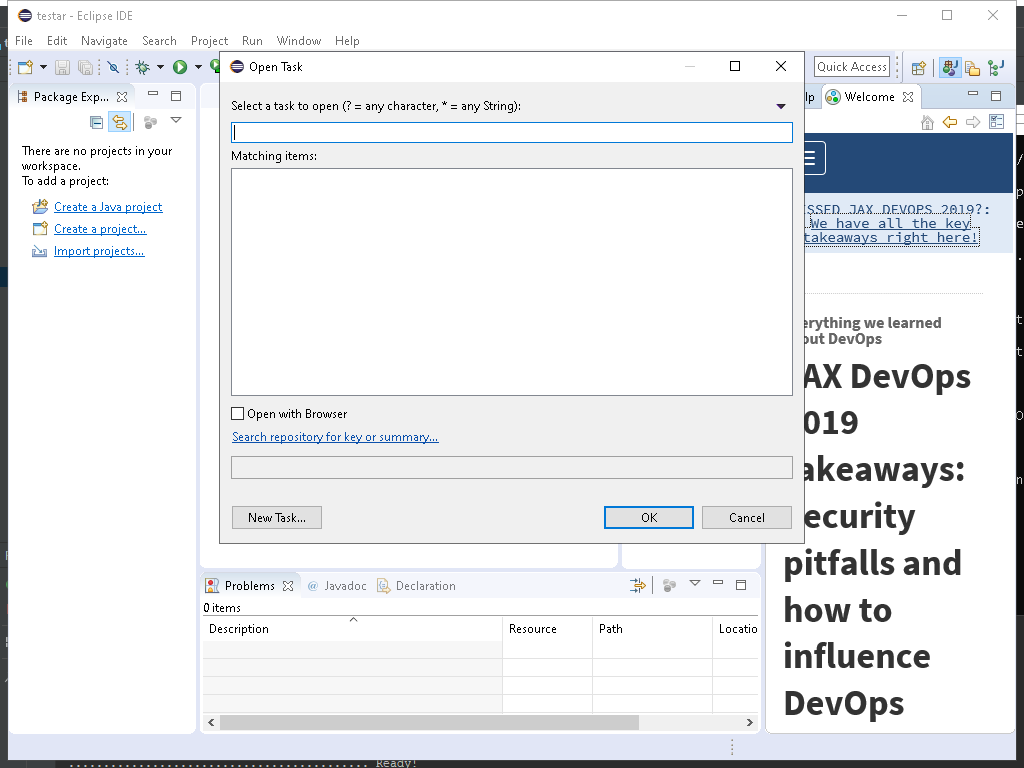 testar - Eclipse IDE
File Edit Navigate Search Project Run Window Help
Quick Access
Package Exp...
There are no projects in your
workspace.
To add a project:
Create a Java project
Create a project...
Import projects...
Open Task
Select a task to open (? = any character, * = any String):
Matching items:
Open with Browser
Search repository for key or summary...
New Task...
OK
Cancel
lp
Welcome
SSED JAX DEVOPS 2019?:
We have all the key
takeaways right here!
erything we learned
out DevOps
AX DevOps
019
akeaways:
ecurity
pitfalls and
how to
influence
DevOps
Problems @ Javadoc Declaration
0 items
Description Resource Path Locatio
Ready!